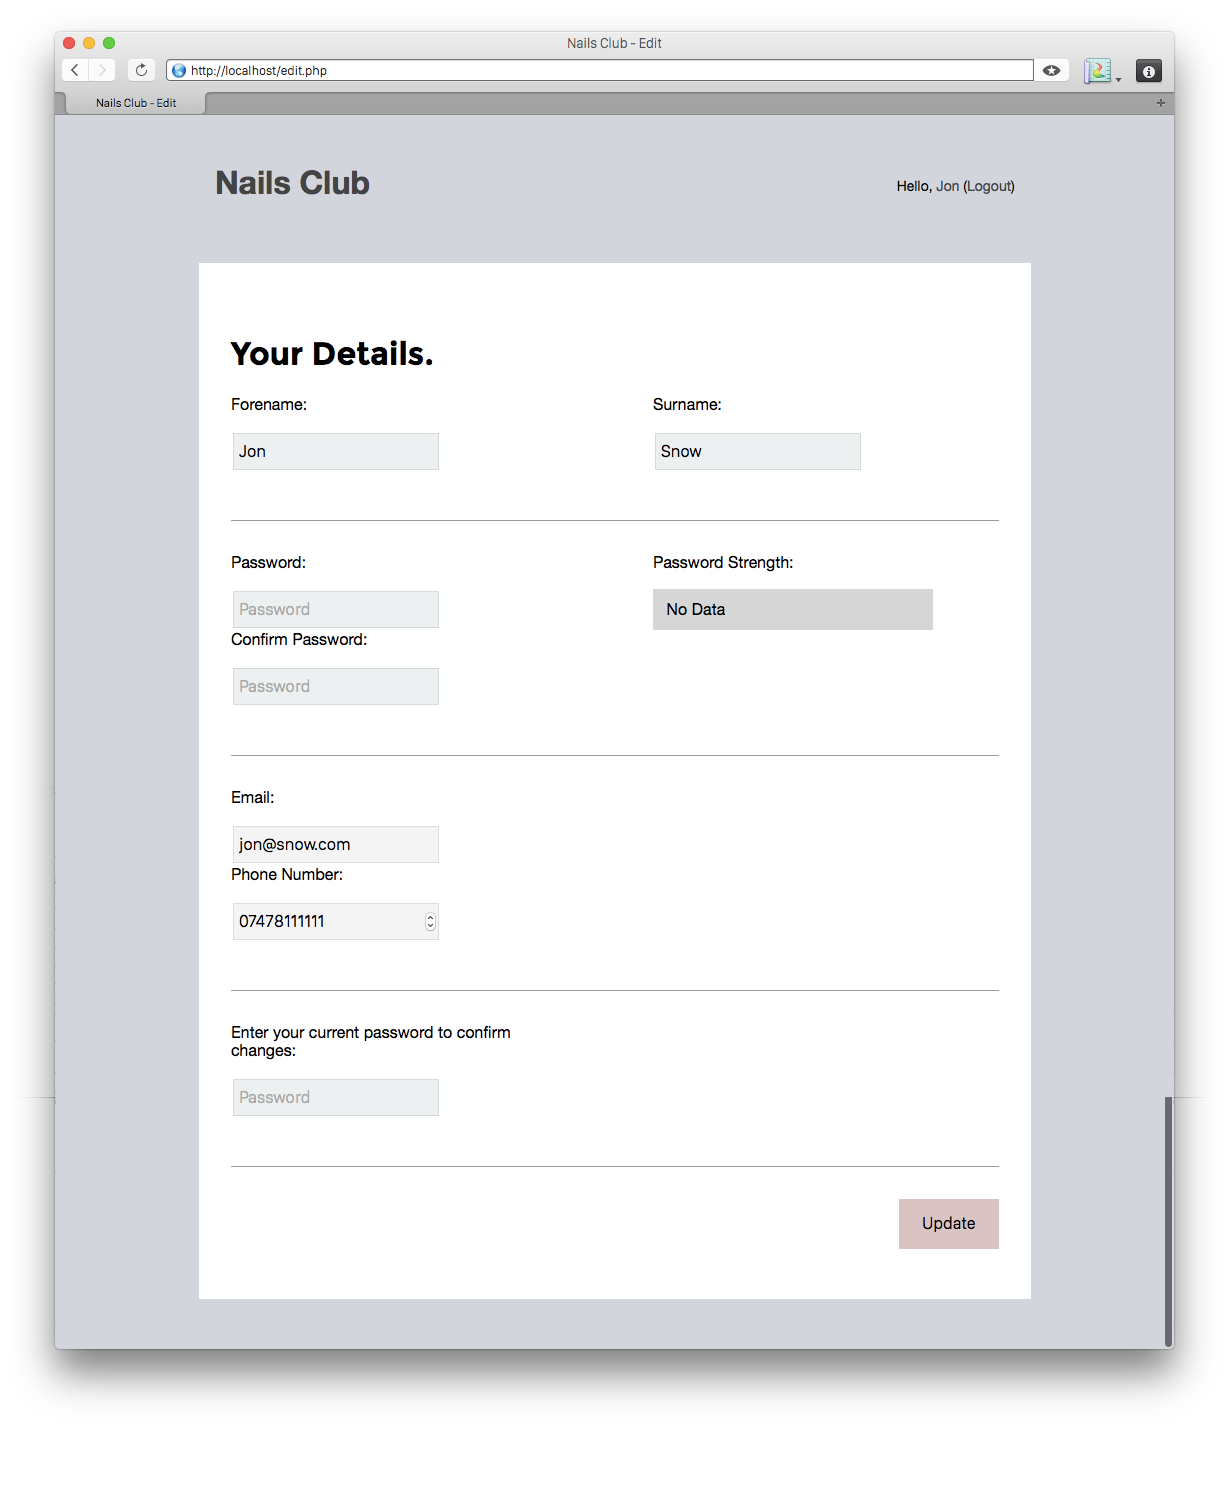 Nails Club - Edit
http://localhost/edit.php
Nails Club - Edit
Nails Club
Hello, Jon (Logout)
Your Details.
Forename:
Surname:
Jon
Snow
Password:
Password Strength:
Password
No Data
Confirm Password:
Password
Email:
jon@snow.com
Phone Number:
07478111111
Enter your current password to confirm
changes:
Password
Update